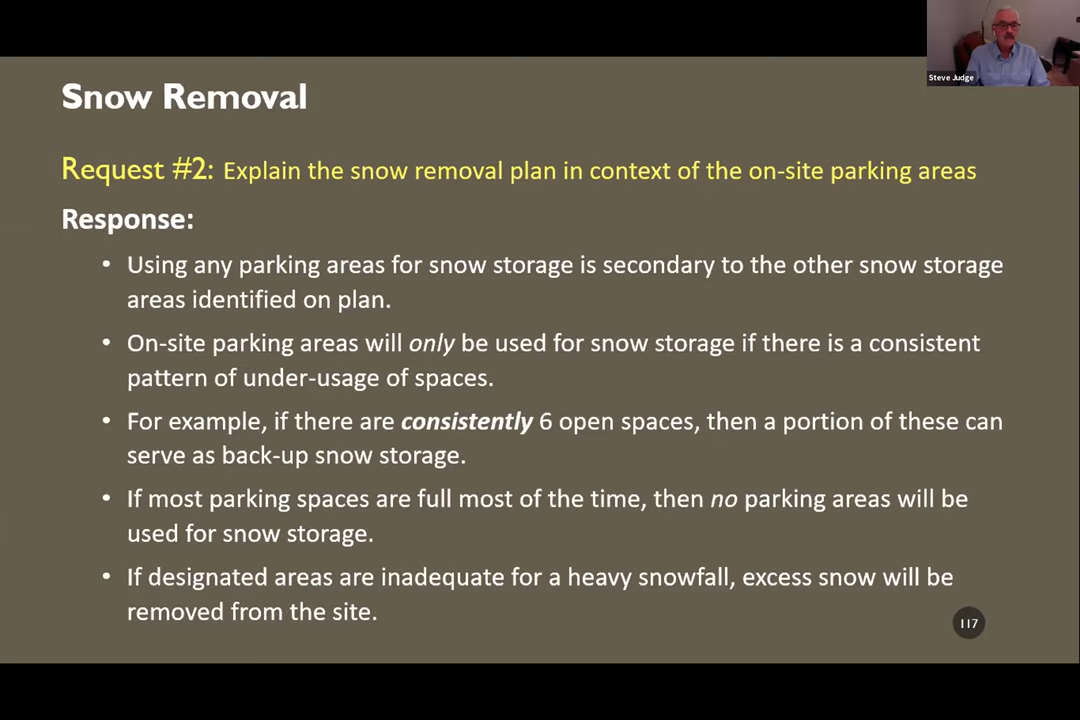 Steve Judge
Snow Removal
Request #2: Explain the snow removal plan in context of the on-site parking areas
Response:
• Using any parking areas for snow storage is secondary to the other snow storage
areas identified on plan.
• On-site parking areas will only be used for snow storage if there is a consistent
pattern of under-usage of spaces.
• For example, if there are consistently 6 open spaces, then a portion of these can
serve as back-up snow storage.
• If most parking spaces are full most of the time, then no parking areas will be
used for snow storage.
• If designated areas are inadequate for a heavy snowfall, excess snow will be
removed from the site.
117